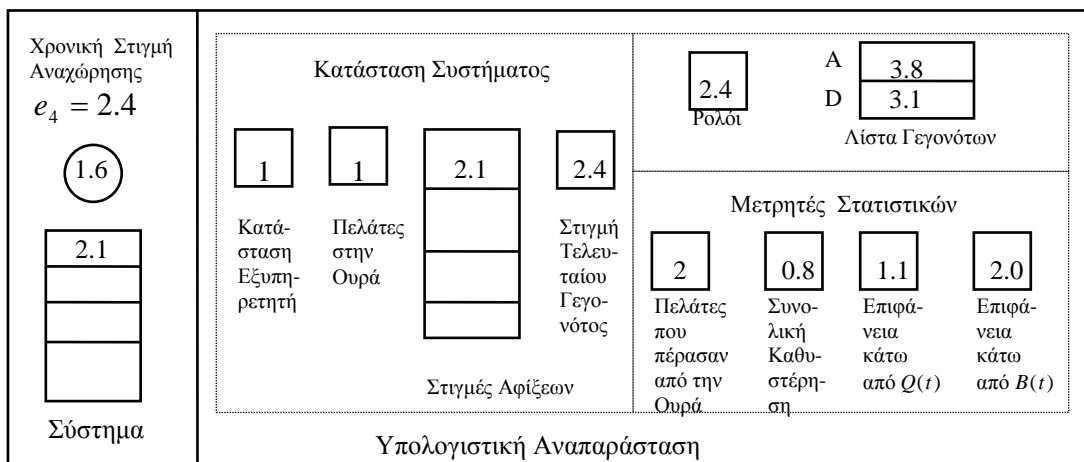 Χρονική Στιγμή
Αναχώρησης
e₄ = 2.4
1.6
2.1
Σύστημα
Κατάσταση Συστήματος
1
1
2.1
2.4
Κατά-
σταση
Εξυπη-
ρετητή
Πελάτες
στην
Ουρά
Στιγμή
Τελευ-
ταίου
Γεγο-
νότος
Στιγμές Αφίξεων
2.4
Ρολόι
A
3.8
D
3.1
Λίστα Γεγονότων
Μετρητές Στατιστικών
2
0.8
1.1
2.0
Πελάτες
που
πέρασαν
από την
Ουρά
Συνο-
λική
Καθυ-
στέρη-
ση
Επιφά-
νεια
κάτω
από Q(t)
Επιφά-
νεια
κάτω
από B(t)
Υπολογιστική Αναπαράσταση